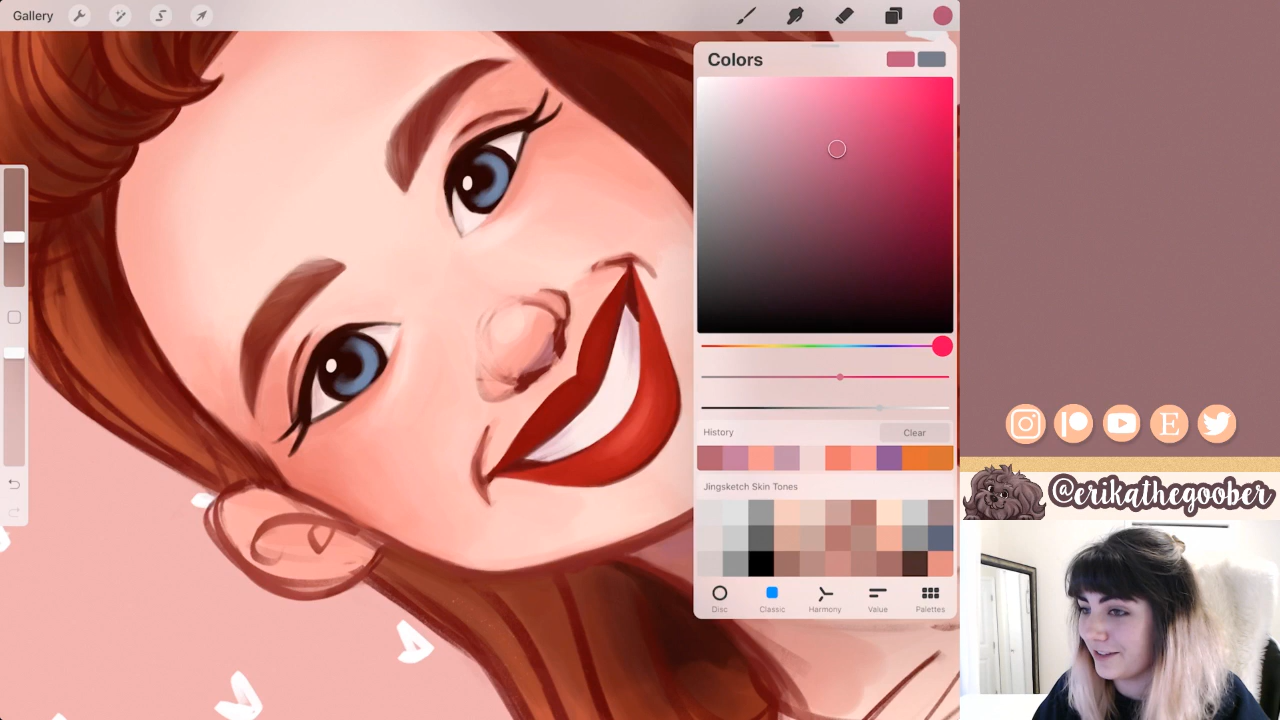 Gallery
Colors
History
Clear
Jingsketch Skin Tones
Disc
Classic
Harmony
Value
Palettes
E
@erikathegoober